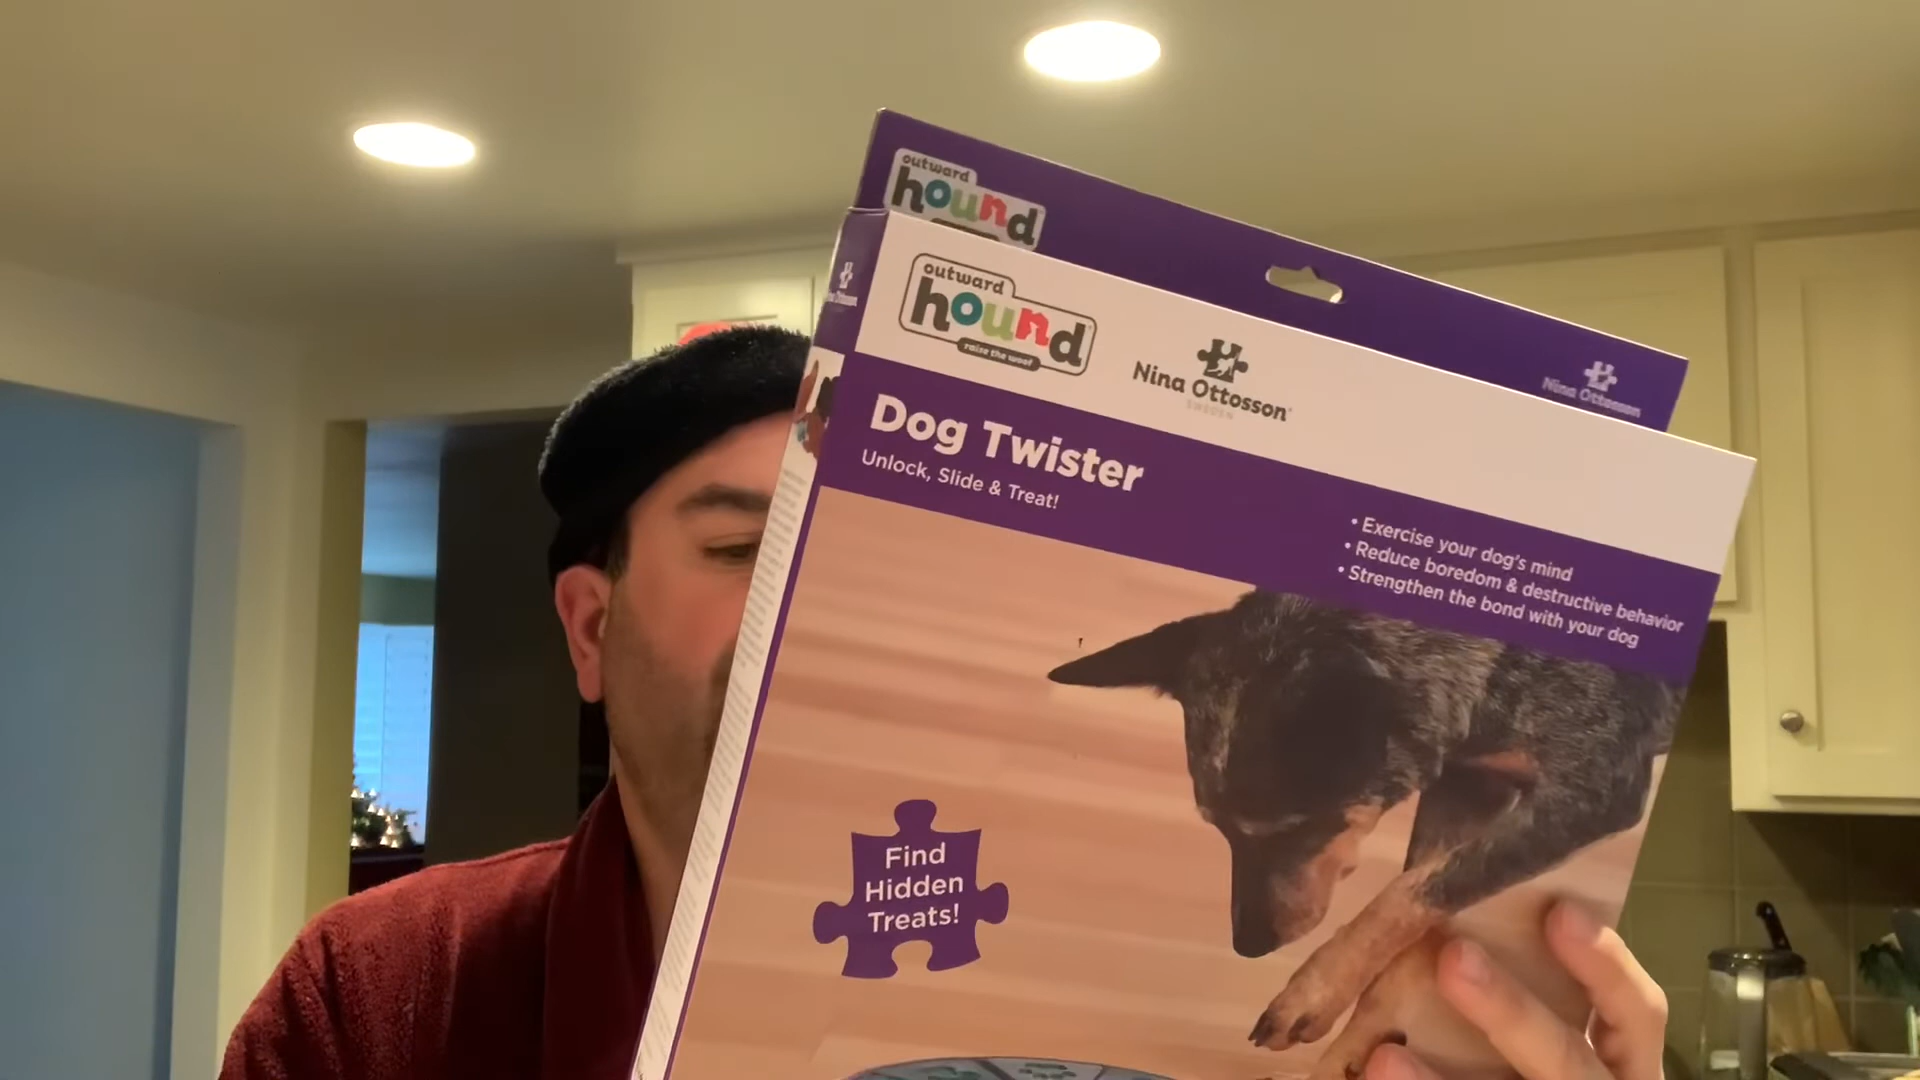 outward
hound
Nina Ottosson
outward
hound
raise the woof
Nina Ottosson
SWEDEN
Dog Twister
Unlock, Slide & Treat!
• Exercise your dog's mind
• Reduce boredom & destructive behavior
• Strengthen the bond with your dog
Find
Hidden
Treats!